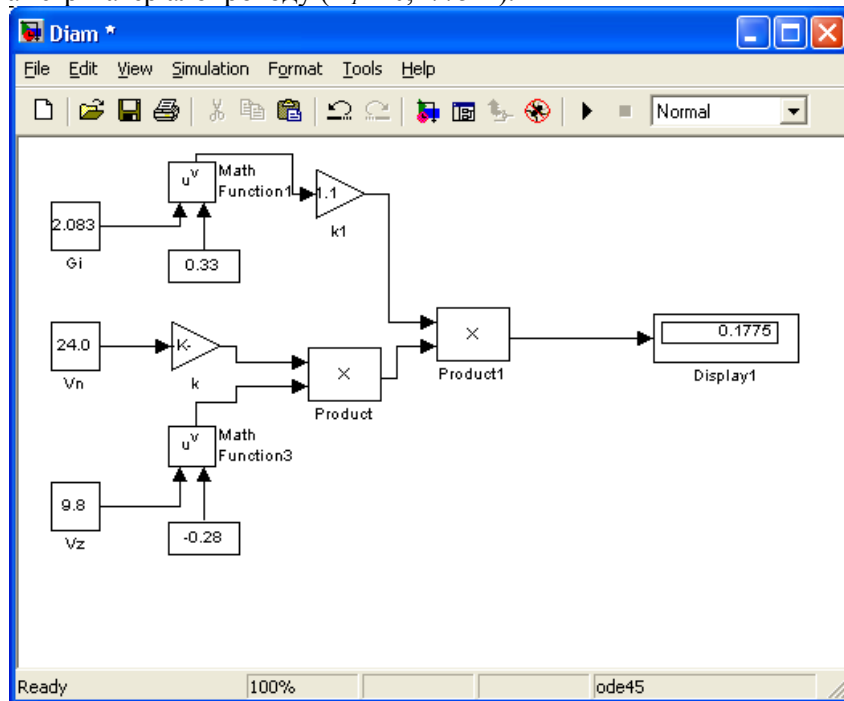 Diam *
File Edit View Simulation Format Tools Help
Normal
u^v
Math
Function1
1.1
k1
2.083
Gi
0.33
24.0
Vn
-K-
k
×
Product
×
Product1
0.1775
Display1
u^v
Math
Function3
9.8
Vz
-0.28
Ready 100% ode45